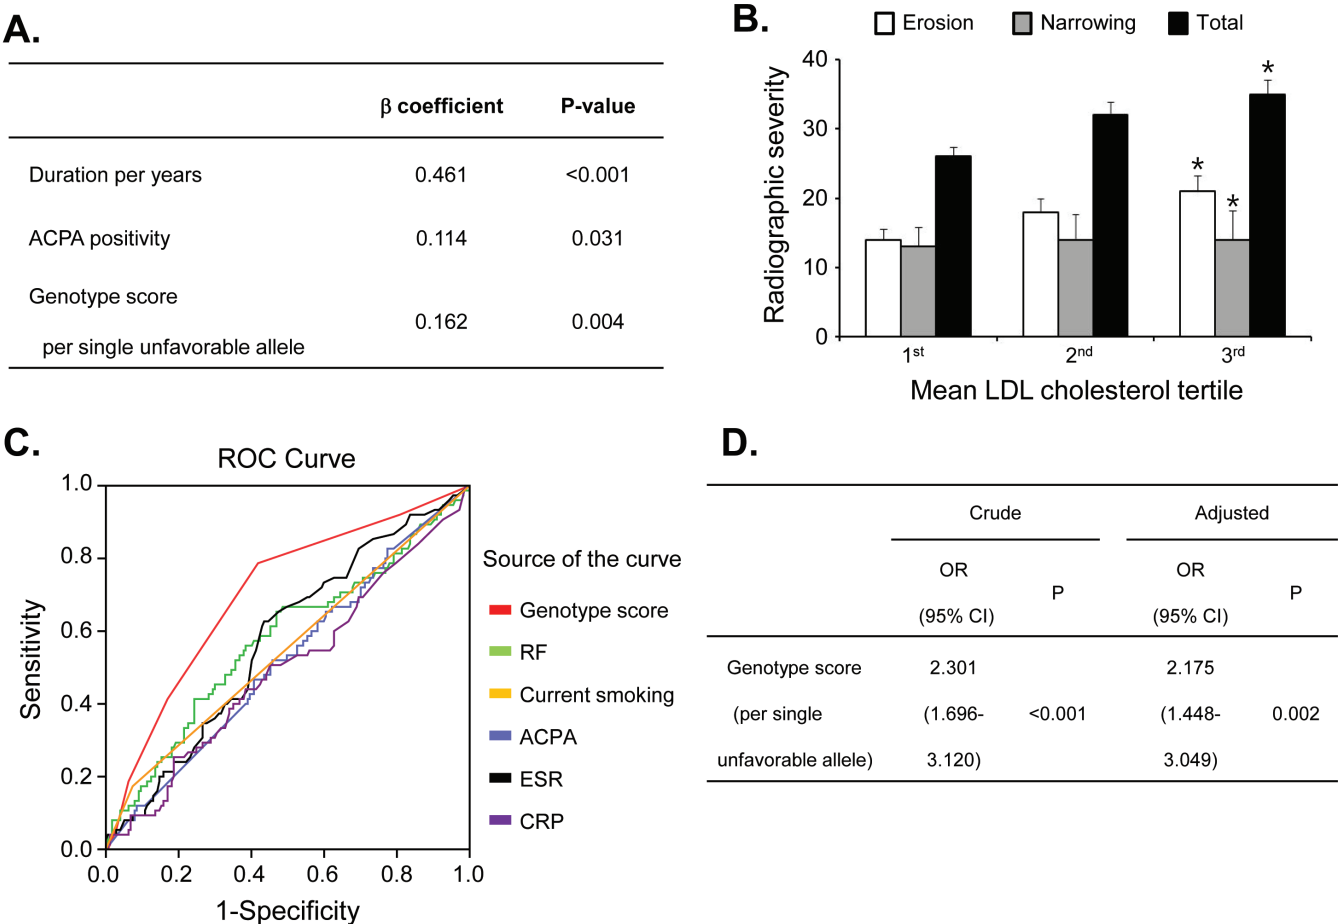 A.
β coefficient P-value
Duration per years 0.461 <0.001
ACPA positivity 0.114 0.031
Genotype score
0.162 0.004
per single unfavorable allele
B.
Erosion Narrowing Total
Radiographic severity
40
30
20
10
0
*
*
*
1st 2nd 3rd
Mean LDL cholesterol tertile
C.
ROC Curve
Sensitivity
1.0
0.8
0.6
0.4
0.2
0.0
0.0 0.2 0.4 0.6 0.8 1.0
1-Specificity
Source of the curve
Genotype score
RF
Current smoking
ACPA
ESR
CRP
D.
Crude Adjusted
OR OR
P P
(95% CI) (95% CI)
Genotype score 2.301 2.175
(per single (1.696- <0.001 (1.448- 0.002
unfavorable allele) 3.120) 3.049)